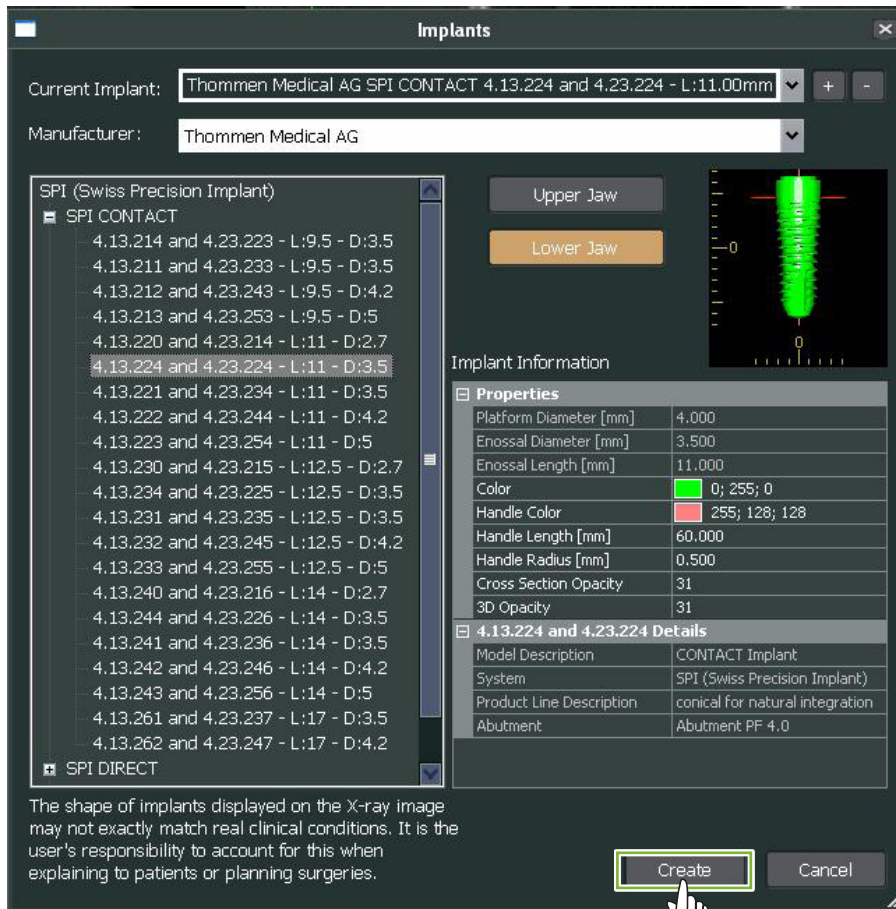 Implants
Current Implant: Thommen Medical AG SPI CONTACT 4.13.224 and 4.23.224 - L:11.00mm + -
Manufacturer: Thommen Medical AG
SPI (Swiss Precision Implant)
SPI CONTACT
4.13.214 and 4.23.223 - L:9.5 - D:3.5
4.13.211 and 4.23.233 - L:9.5 - D:3.5
4.13.212 and 4.23.243 - L:9.5 - D:4.2
4.13.213 and 4.23.253 - L:9.5 - D:5
4.13.220 and 4.23.214 - L:11 - D:2.7
4.13.224 and 4.23.224 - L:11 - D:3.5
4.13.221 and 4.23.234 - L:11 - D:3.5
4.13.222 and 4.23.244 - L:11 - D:4.2
4.13.223 and 4.23.254 - L:11 - D:5
4.13.230 and 4.23.215 - L:12.5 - D:2.7
4.13.234 and 4.23.225 - L:12.5 - D:3.5
4.13.231 and 4.23.235 - L:12.5 - D:3.5
4.13.232 and 4.23.245 - L:12.5 - D:4.2
4.13.233 and 4.23.255 - L:12.5 - D:5
4.13.240 and 4.23.216 - L:14 - D:2.7
4.13.244 and 4.23.226 - L:14 - D:3.5
4.13.241 and 4.23.236 - L:14 - D:3.5
4.13.242 and 4.23.246 - L:14 - D:4.2
4.13.243 and 4.23.256 - L:14 - D:5
4.13.261 and 4.23.237 - L:17 - D:3.5
4.13.262 and 4.23.247 - L:17 - D:4.2
SPI DIRECT
Upper Jaw
Lower Jaw
0
0
Implant Information
Properties
Platform Diameter [mm] 4.000
Enossal Diameter [mm] 3.500
Enossal Length [mm] 11.000
Color 0; 255; 0
Handle Color 255; 128; 128
Handle Length [mm] 60.000
Handle Radius [mm] 0.500
Cross Section Opacity 31
3D Opacity 31
4.13.224 and 4.23.224 Details
Model Description CONTACT Implant
System SPI (Swiss Precision Implant)
Product Line Description conical for natural integration
Abutment Abutment PF 4.0
The shape of implants displayed on the X-ray image
may not exactly match real clinical conditions. It is the
user's responsibility to account for this when
explaining to patients or planning surgeries.
Create Cancel